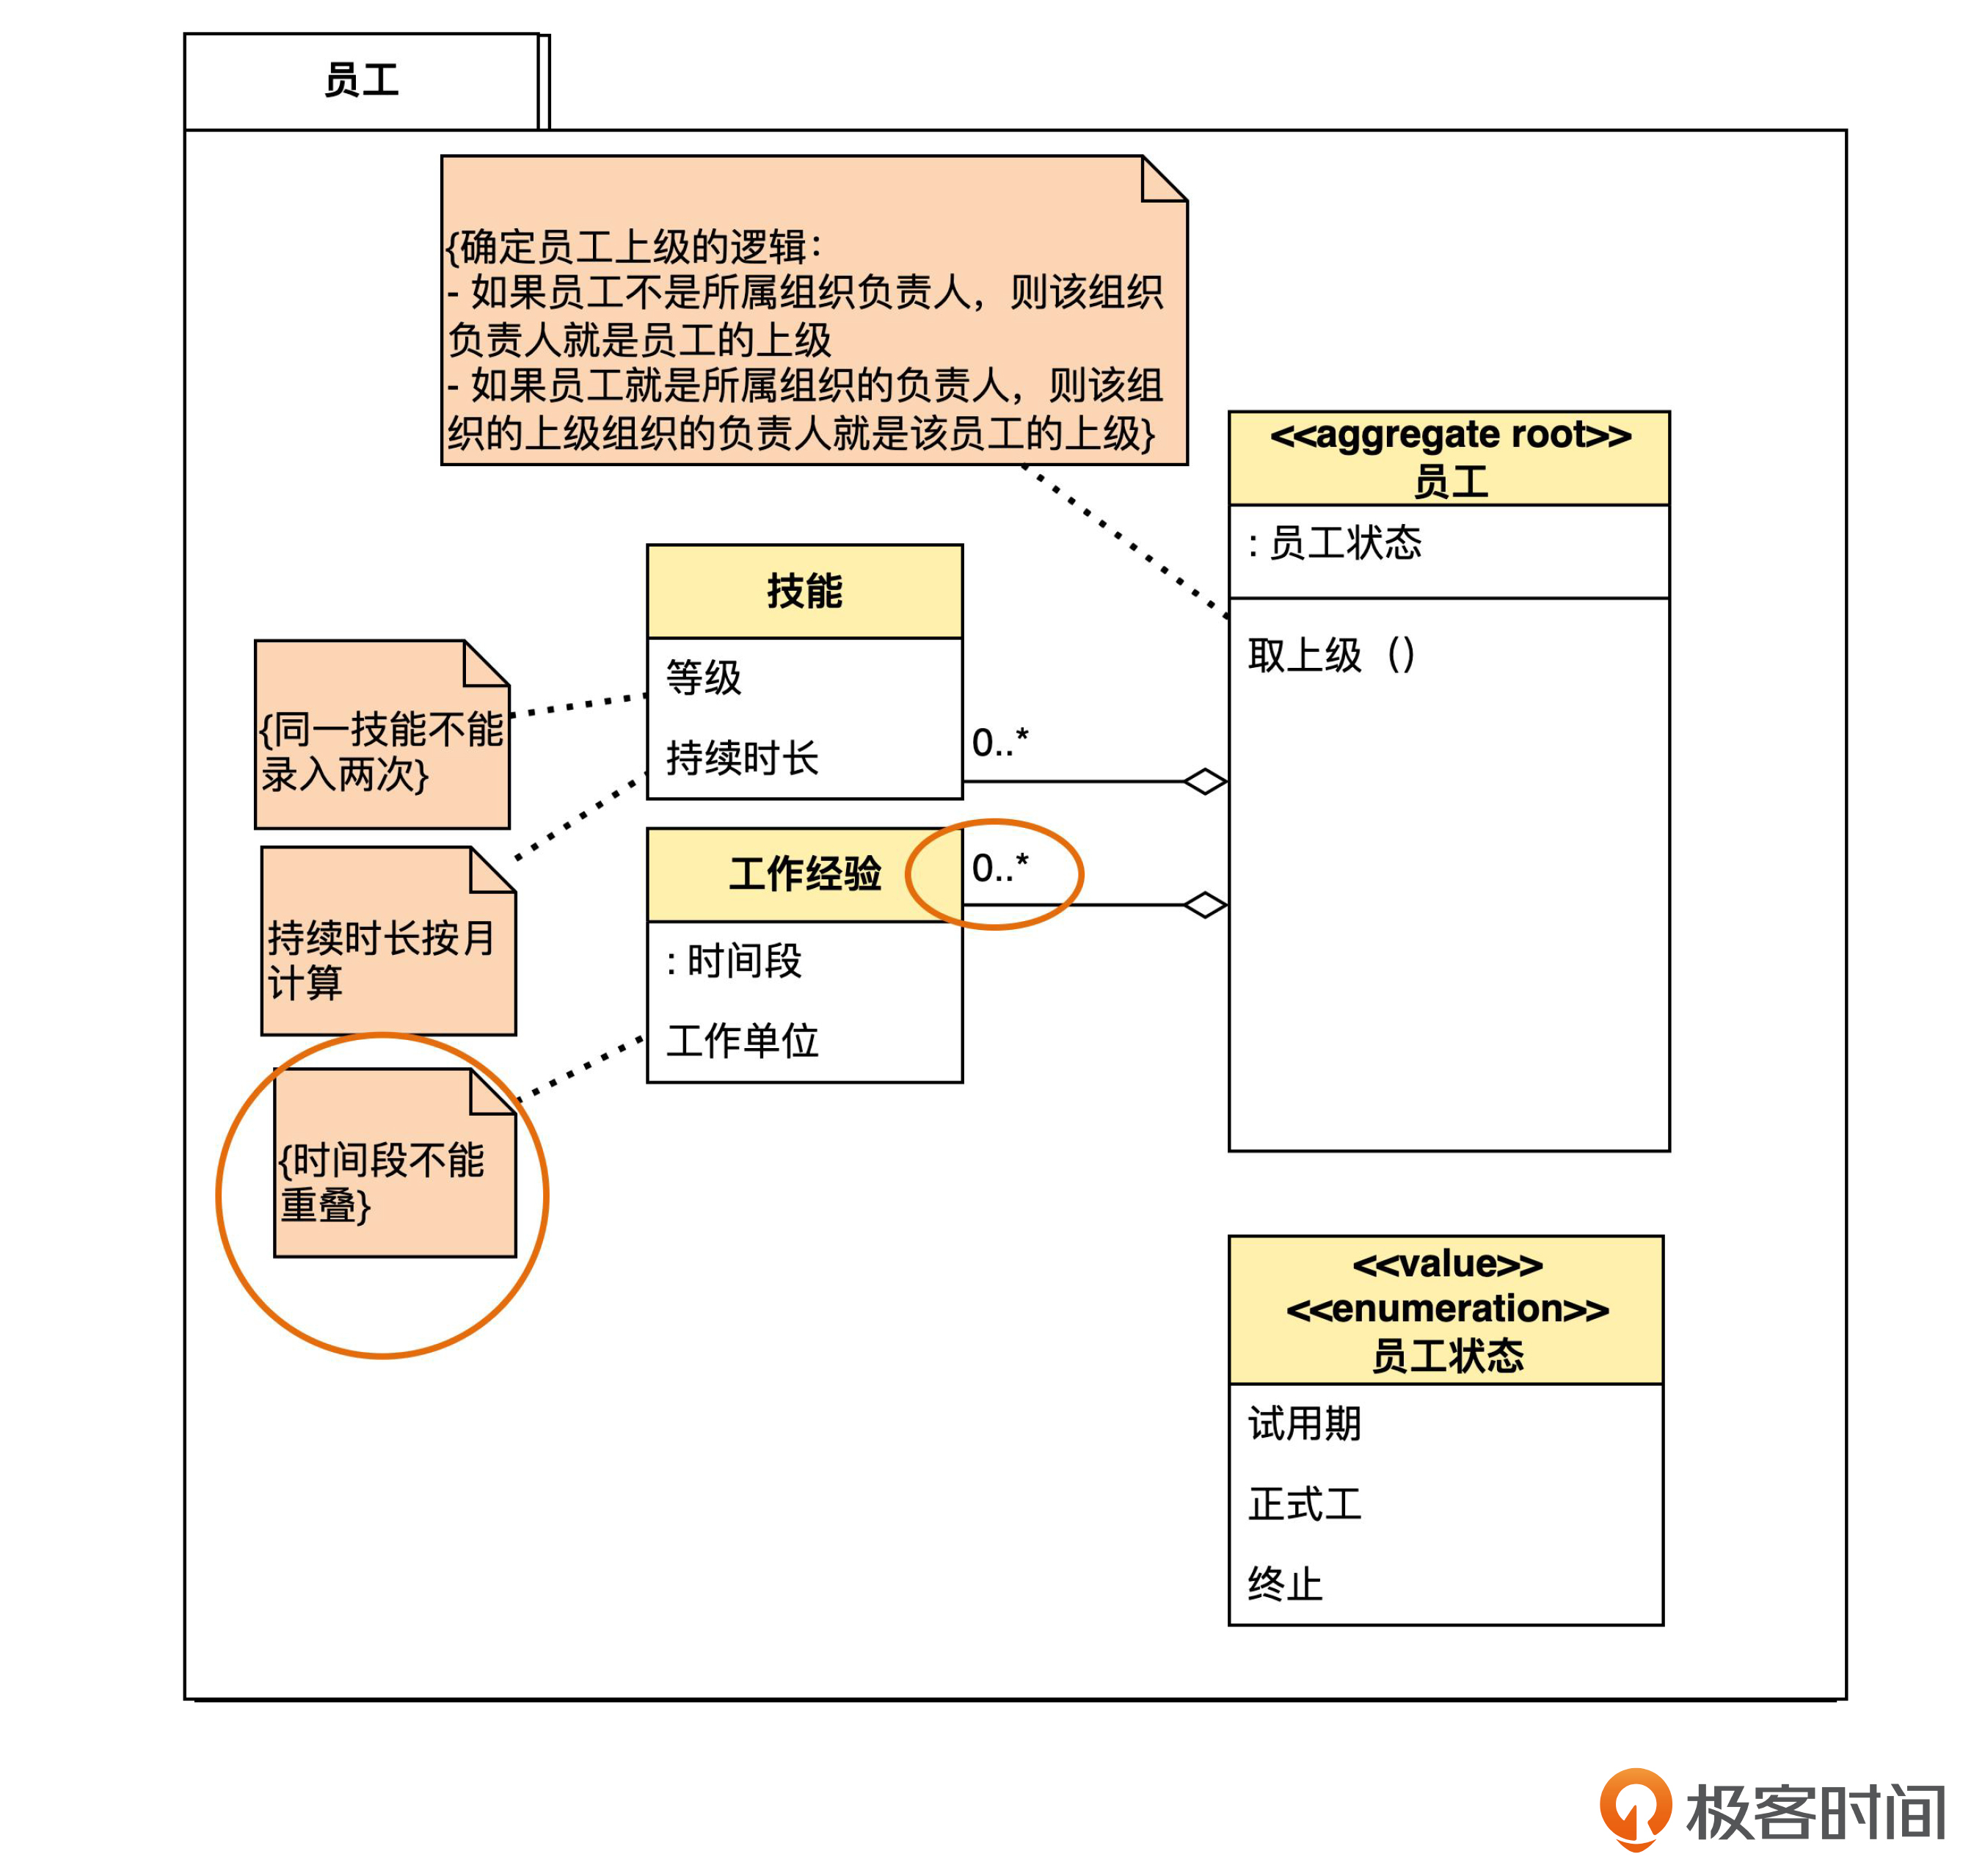 员工
{确定员工上级的逻辑：
- 如果员工不是所属组织负责人，则该组织
负责人就是员工的上级
- 如果员工就是所属组织的负责人，则该组
织的上级组织的负责人就是该员工的上级}
<<aggregate root>>
员工
: 员工状态
取上级（）
技能
等级
持续时长
0..*
{同一技能不能
录入两次}
持续时长按月
计算
工作经验
0..*
: 时间段
工作单位
{时间段不能
重叠}
<<value>>
<<enumeration>>
员工状态
试用期
正式工
终止
极客时间